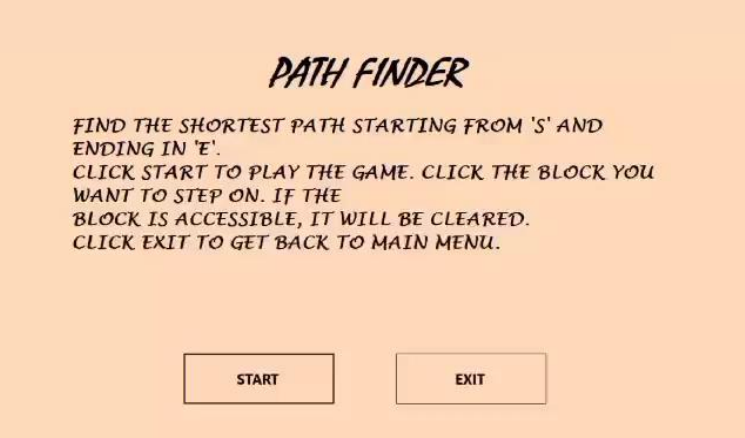 PATH FINDER
FIND THE SHORTEST PATH STARTING FROM 'S' AND
ENDING IN 'E'.
CLICK START TO PLAY THE GAME. CLICK THE BLOCK YOU
WANT TO STEP ON. IF THE
BLOCK IS ACCESSIBLE, IT WILL BE CLEARED.
CLICK EXIT TO GET BACK TO MAIN MENU.
START
EXIT